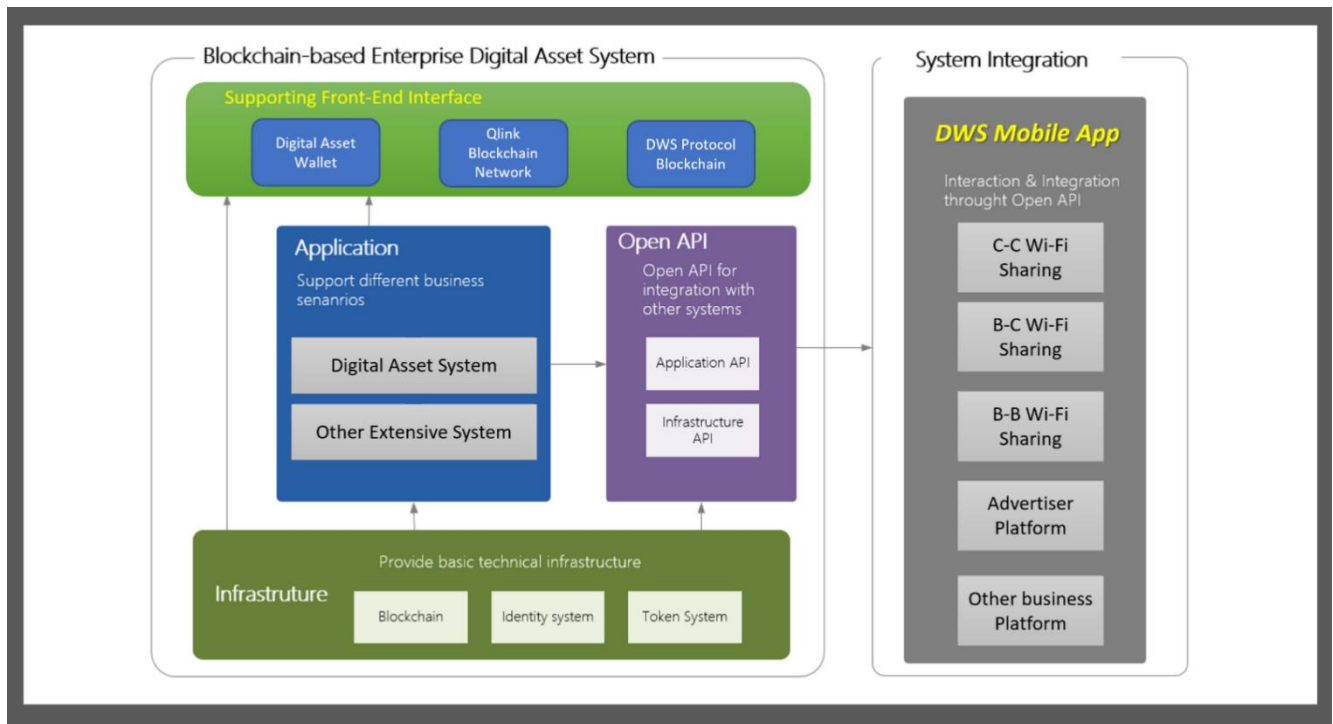 Blockchain-based Enterprise Digital Asset System
Supporting Front-End Interface
Digital Asset
Wallet
Qlink
Blockchain
Network
DWS Protocol
Blockchain
Application
Support different business
senanrios
Digital Asset System
Other Extensive System
Open API
Open API for
integration with
other systems
Application API
Infrastructure
API
Provide basic technical infrastructure
Infrastruture
Blockchain
Identity system
Token System
System Integration
DWS Mobile App
Interaction & Integration
throught Open API
C-C Wi-Fi
Sharing
B-C Wi-Fi
Sharing
B-B Wi-Fi
Sharing
Advertiser
Platform
Other business
Platform